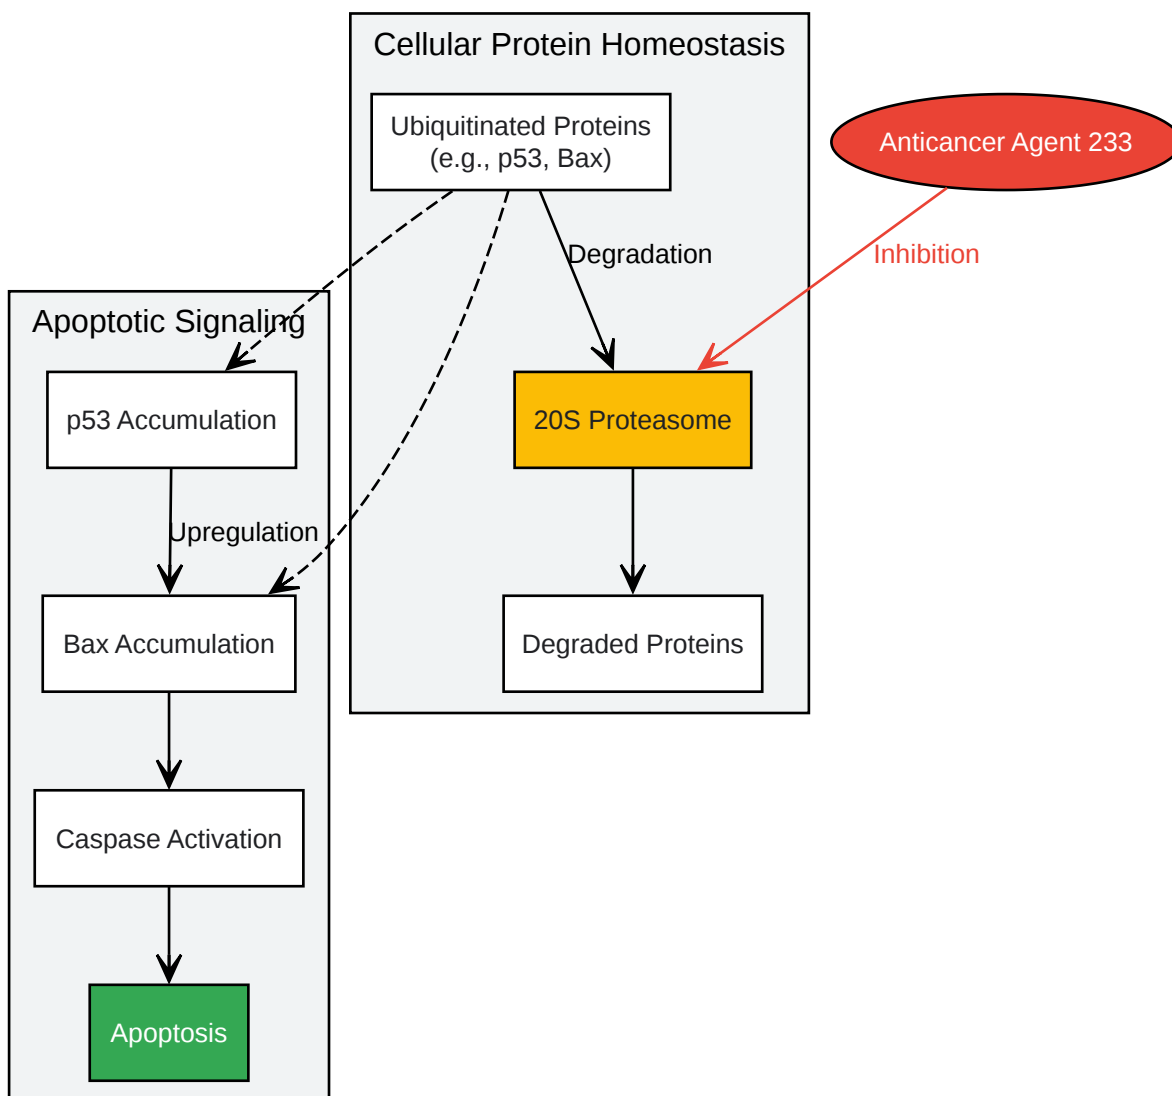 Cellular Protein Homeostasis
Ubiquitinated Proteins
(e.g., p53, Bax)
Anticancer Agent 233
Degradation
Inhibition
Apoptotic Signaling
p53 Accumulation
20S Proteasome
Upregulation
Bax Accumulation
Degraded Proteins
Caspase Activation
Apoptosis